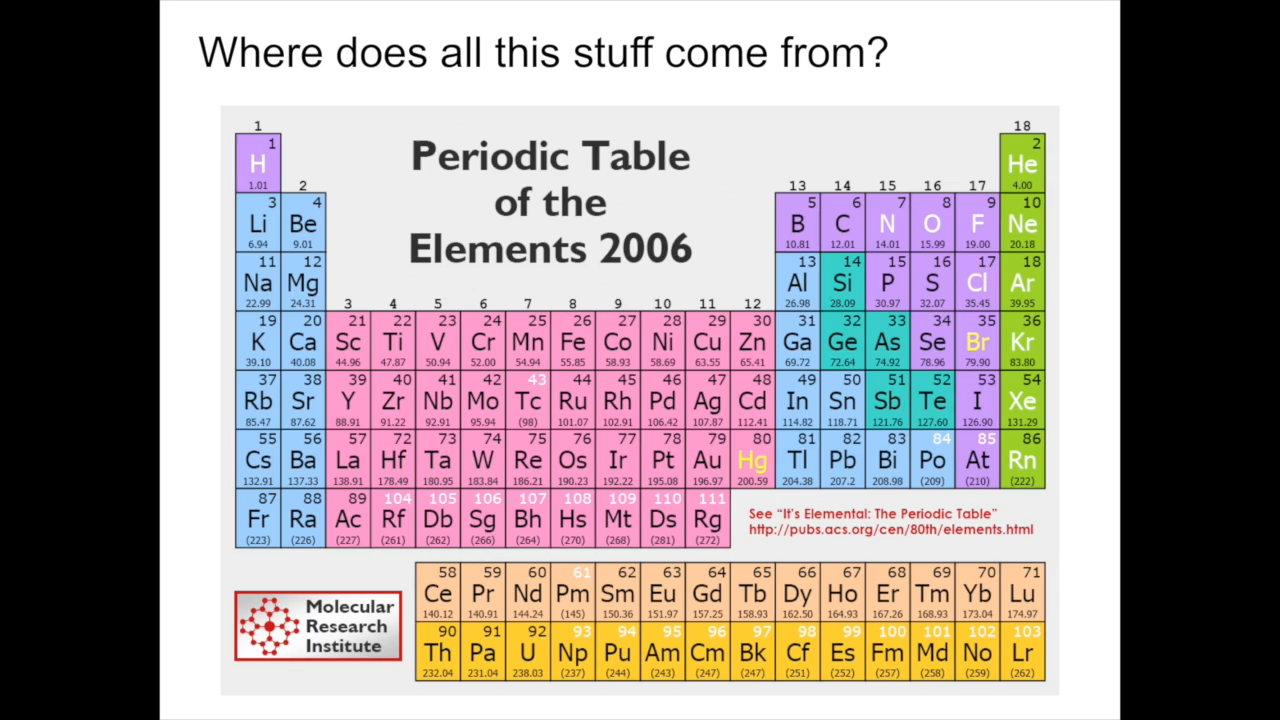 Where does all this stuff come from?
1 18
1 2
H He
1.01 2 13 14 15 16 17 4.00
3 4 5 6 7 8 9 10
Li Be B C N O F Ne
6.94 9.01 10.81 12.01 14.01 15.99 19.00 20.18
Periodic Table
of the
Elements 2006
11 12 13 14 15 16 17 18
Na Mg Al Si P S Cl Ar
22.99 24.31 3 4 5 6 7 8 9 10 11 12 26.98 28.09 30.97 32.07 35.45 39.95
19 20 21 22 23 24 25 26 27 28 29 30 31 32 33 34 35 36
K Ca Sc Ti V Cr Mn Fe Co Ni Cu Zn Ga Ge As Se Br Kr
39.10 40.08 44.96 47.87 50.94 52.00 54.94 55.85 58.93 58.69 63.55 65.41 69.72 72.64 74.92 78.96 79.90 83.80
37 38 39 40 41 42 43 44 45 46 47 48 49 50 51 52 53 54
Rb Sr Y Zr Nb Mo Tc Ru Rh Pd Ag Cd In Sn Sb Te I Xe
85.47 87.62 88.91 91.22 92.91 95.94 (98) 101.07 102.91 106.42 107.87 112.41 114.82 118.71 121.76 127.60 126.90 131.29
55 56 57 72 73 74 75 76 77 78 79 80 81 82 83 84 85 86
Cs Ba La Hf Ta W Re Os Ir Pt Au Hg Tl Pb Bi Po At Rn
132.91 137.33 138.91 178.49 180.95 183.84 186.21 190.23 192.22 195.08 196.97 200.59 204.38 207.2 208.98 (209) (210) (222)
87 88 89 104 105 106 107 108 109 110 111
Fr Ra Ac Rf Db Sg Bh Hs Mt Ds Rg
(223) (226) (227) (261) (262) (266) (264) (270) (268) (281) (272)
See “It's Elemental: The Periodic Table”
http://pubs.acs.org/cen/80th/elements.html
58 59 60 61 62 63 64 65 66 67 68 69 70 71
Ce Pr Nd Pm Sm Eu Gd Tb Dy Ho Er Tm Yb Lu
140.12 140.91 144.24 (145) 150.36 151.97 157.25 158.93 162.50 164.93 167.26 168.93 173.04 174.97
90 91 92 93 94 95 96 97 98 99 100 101 102 103
Th Pa U Np Pu Am Cm Bk Cf Es Fm Md No Lr
232.04 231.04 238.03 (237) (244) (243) (247) (247) (251) (252) (257) (258) (259) (262)
Molecular
Research
Institute